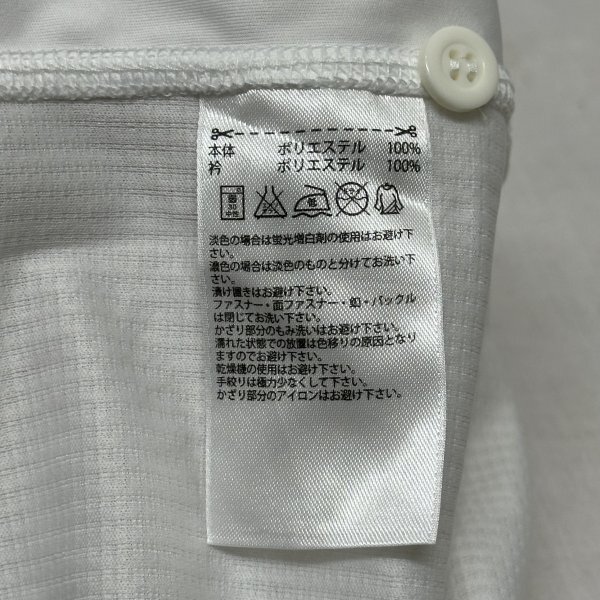 本体 ポリエステル 100%
衿 ポリエステル 100%
30
中性
低
淡色の場合は蛍光増白剤の使用はお避け下
さい。
濃色の場合は淡色のものと分けてお洗い下
さい。
漬け置きはお避け下さい。
ファスナー・面ファスナー・釦・バックル
は閉じてお洗い下さい。
かざり部分のもみ洗いはお避け下さい。
濡れた状態での放置は色移りの原因となり
ますのでお避け下さい。
乾燥機の使用はお避け下さい。
手絞りは極力少なくして下さい。
かざり部分のアイロンはお避け下さい。